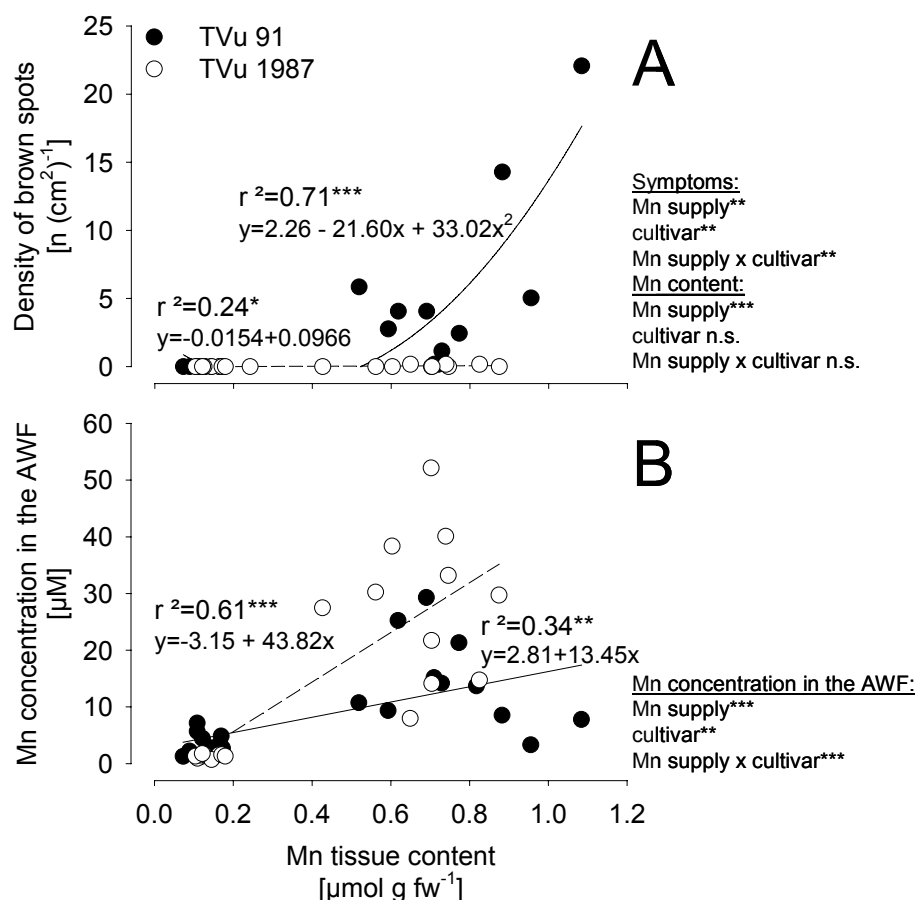 Density of brown spots
[n (cm²)⁻¹]
25
20
15
10
5
0
TVu 91
TVu 1987
A
r ²=0.71***
y=2.26 - 21.60x + 33.02x²
r ²=0.24*
y=-0.0154+0.0966
Symptoms:
Mn supply**
cultivar**
Mn supply x cultivar**
Mn content:
Mn supply***
cultivar n.s.
Mn supply x cultivar n.s.
Mn concentration in the AWF
[µM]
60
50
40
30
20
10
0
B
r ²=0.61***
y=-3.15 + 43.82x
r ²=0.34**
y=2.81+13.45x
Mn concentration in the AWF:
Mn supply***
cultivar**
Mn supply x cultivar***
0.0 0.2 0.4 0.6 0.8 1.0 1.2
Mn tissue content
[µmol g fw⁻¹]